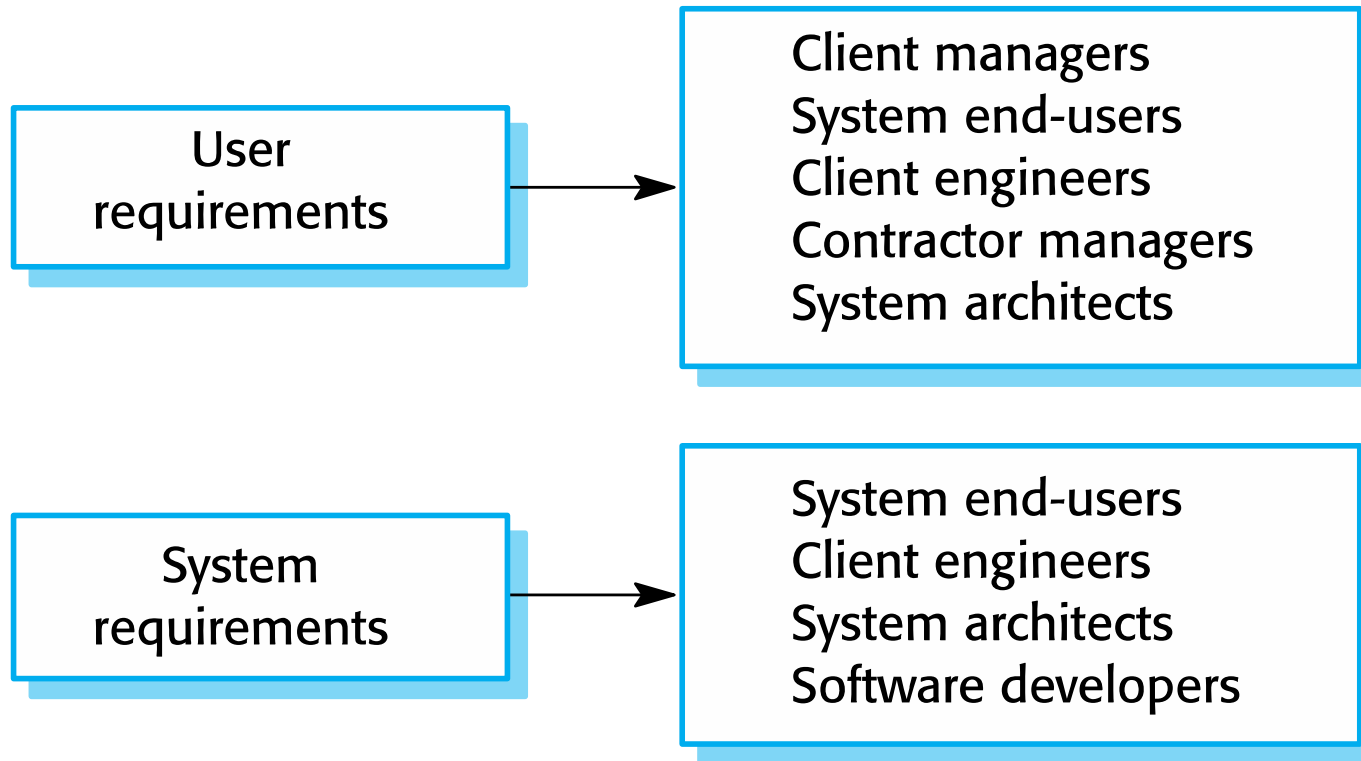 User
requirements
Client managers
System end-users
Client engineers
Contractor managers
System architects
System
requirements
System end-users
Client engineers
System architects
Software developers